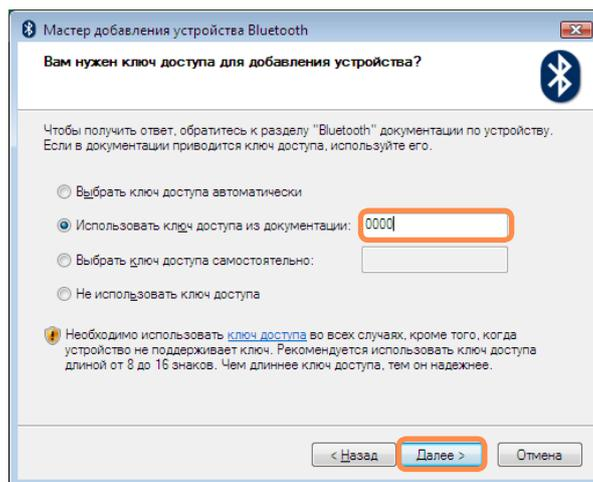 Мастер добавления устройства Bluetooth
Вам нужен ключ доступа для добавления устройства?
Чтобы получить ответ, обратитесь к разделу "Bluetooth" документации по устройству.
Если в документации приводится ключ доступа, используйте его.
Выбрать ключ доступа автоматически
Использовать ключ доступа из документации: 0000
Выбрать ключ доступа самостоятельно:
Не использовать ключ доступа
Необходимо использовать ключ доступа во всех случаях, кроме того, когда
устройство не поддерживает ключ. Рекомендуется использовать ключ доступа
длиной от 8 до 16 знаков. Чем длиннее ключ доступа, тем он надежнее.
< Назад Далее > Отмена